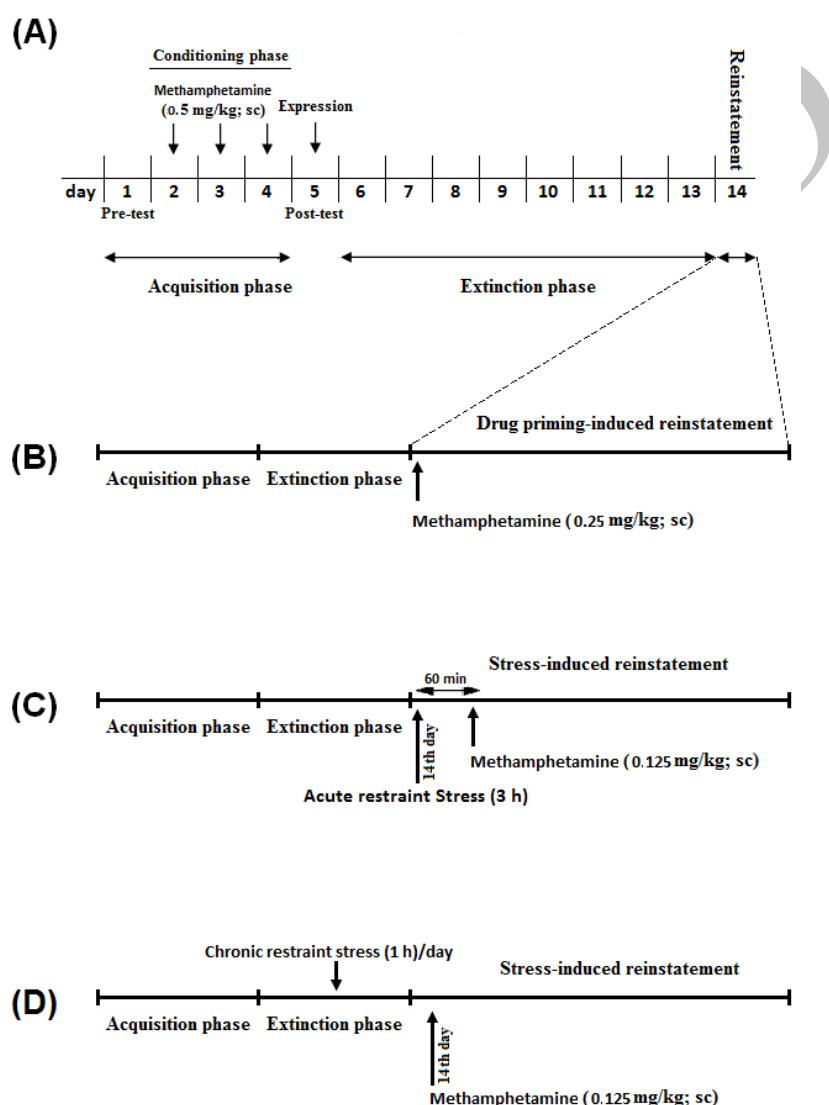 (A)
Conditioning phase
Methamphetamine
(0.5 mg/kg; sc)
Expression
Reinstatement
day 1 2 3 4 5 6 7 8 9 10 11 12 13 14
Pre-test Post-test
Acquisition phase Extinction phase
Drug priming-induced reinstatement
(B)
Acquisition phase Extinction phase
Methamphetamine (0.25 mg/kg; sc)
Stress-induced reinstatement
60 min
(C)
Acquisition phase Extinction phase
14th day
Methamphetamine (0.125 mg/kg; sc)
Acute restraint Stress (3 h)
Chronic restraint stress (1 h)/day
Stress-induced reinstatement
(D)
Acquisition phase Extinction phase
14th day
Methamphetamine (0.125 mg/kg; sc)